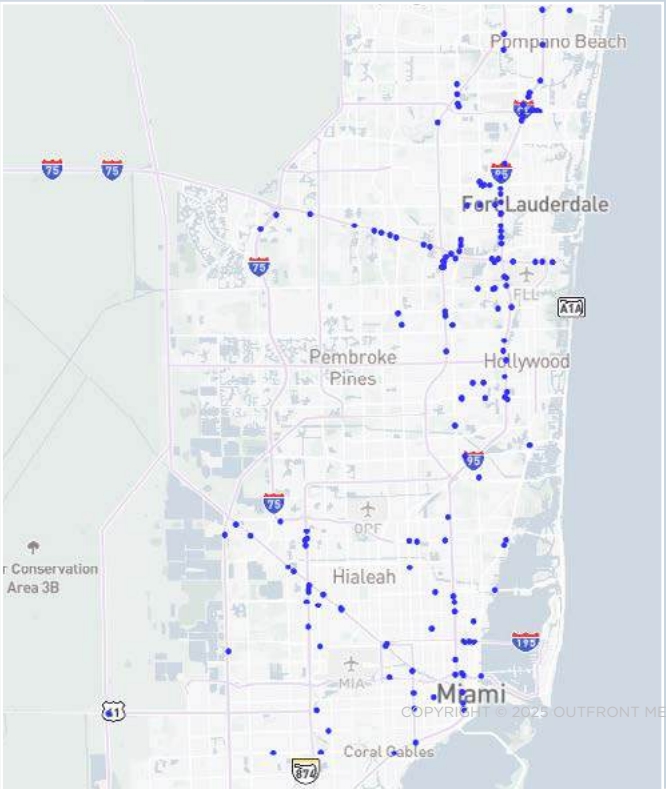 Pompano Beach
75
75
95
Fort Lauderdale
75
FLL
A1A
Pembroke
Pines
Hollywood
95
75
OPF
r Conservation
Area 3B
Hialeah
195
MIA
Miami
COPYRIGHT © 2025 OUTFRONT ME
Coral Gables
874